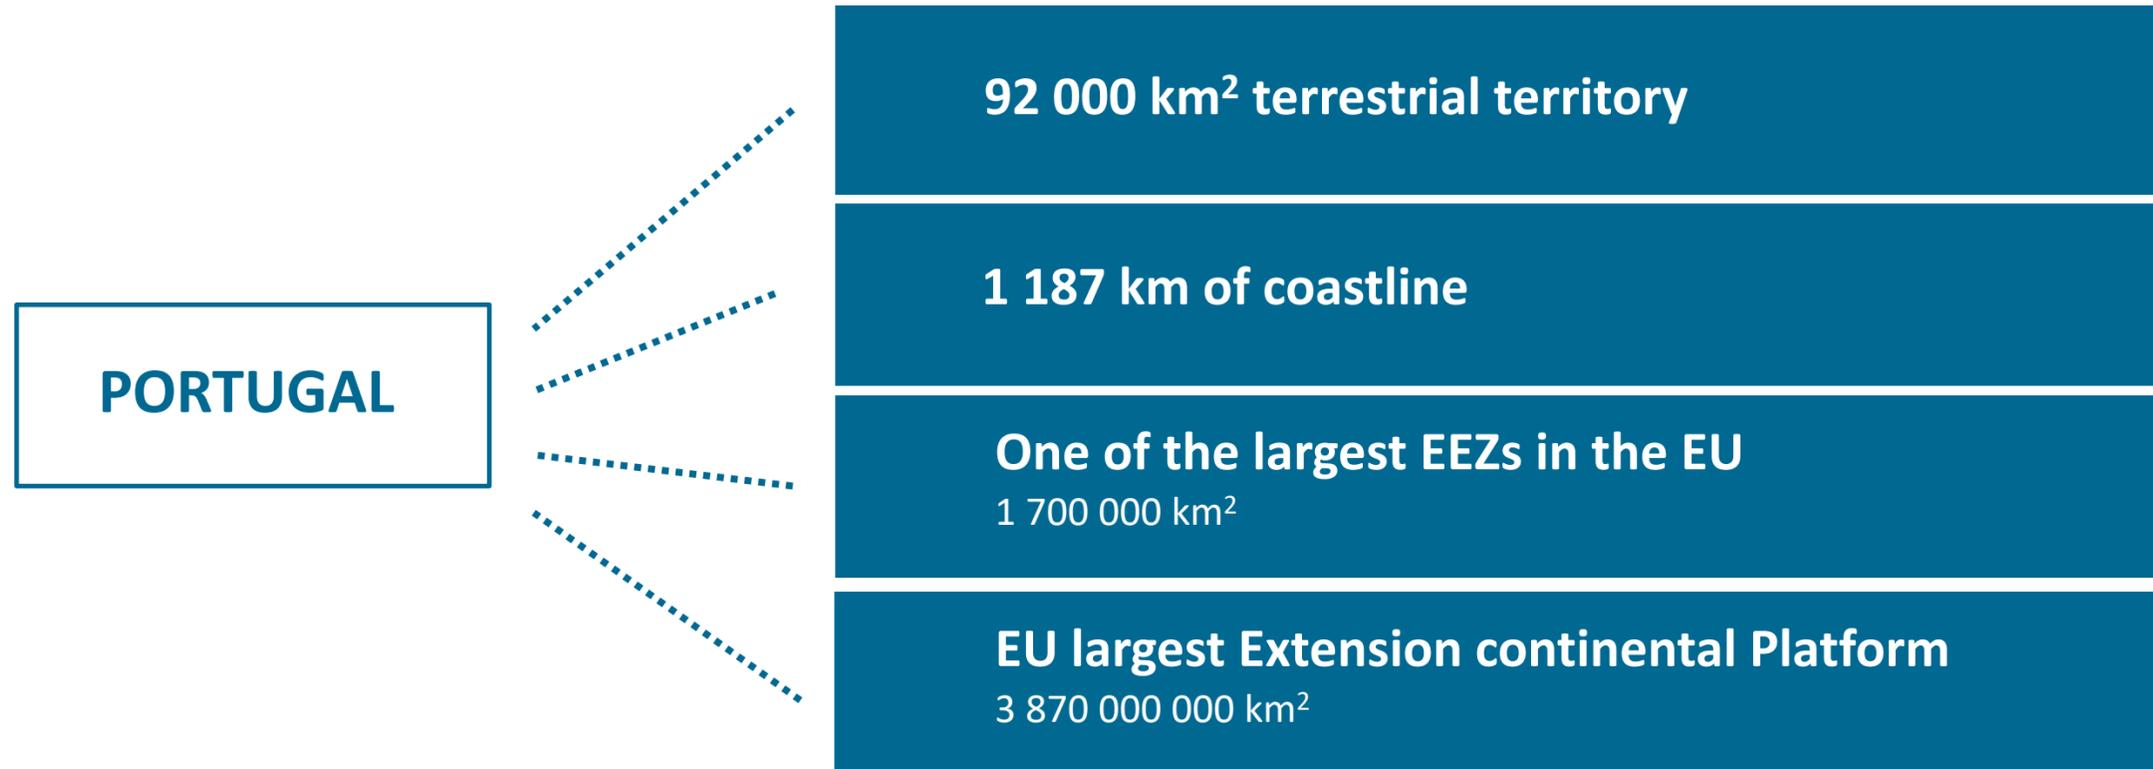 PORTUGAL
92 000 km² terrestrial territory
1 187 km of coastline
One of the largest EEZs in the EU
1 700 000 km²
EU largest Extension continental Platform
3 870 000 000 km²